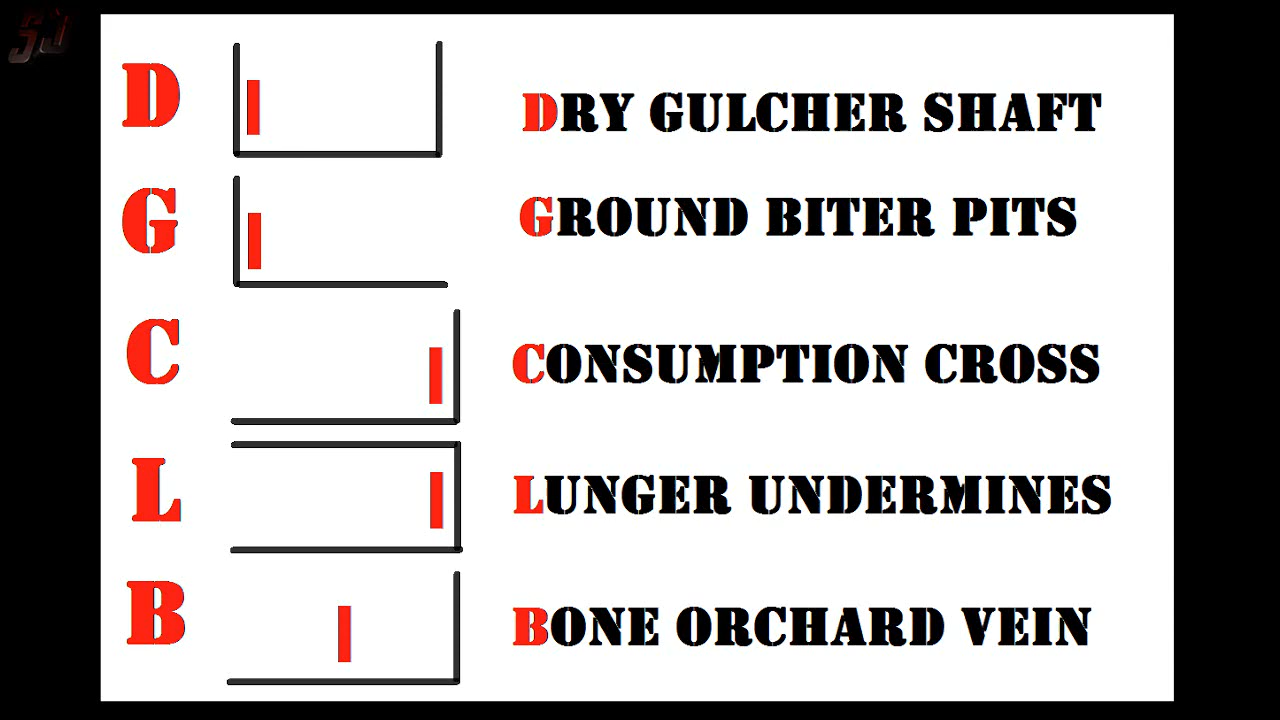 D DRY GULCHER SHAFT
G GROUND BITER PITS
C CONSUMPTION CROSS
L LUNGER UNDERMINES
B BONE ORCHARD VEIN